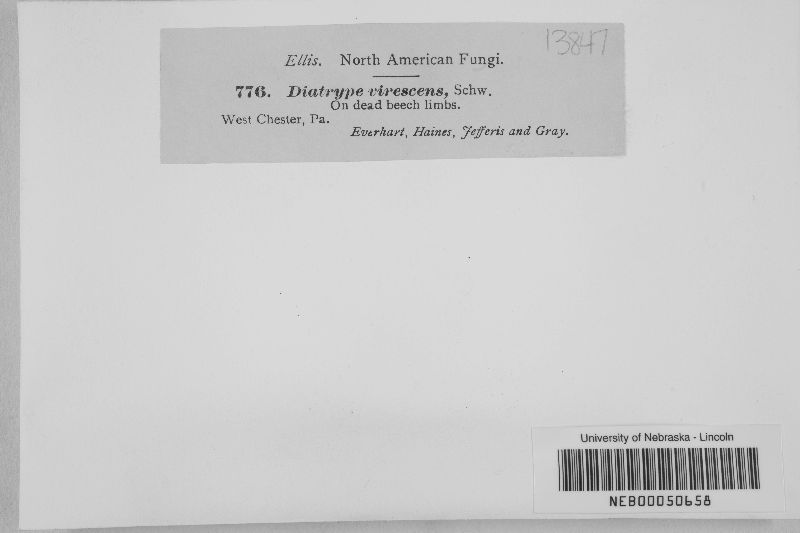 13847
Ellis. North American Fungi.
776. Diatrype virescens, Schw.
On dead beech limbs.
West Chester, Pa.
Everhart, Haines, Jefferis and Gray.
University of Nebraska - Lincoln
NEB00050658